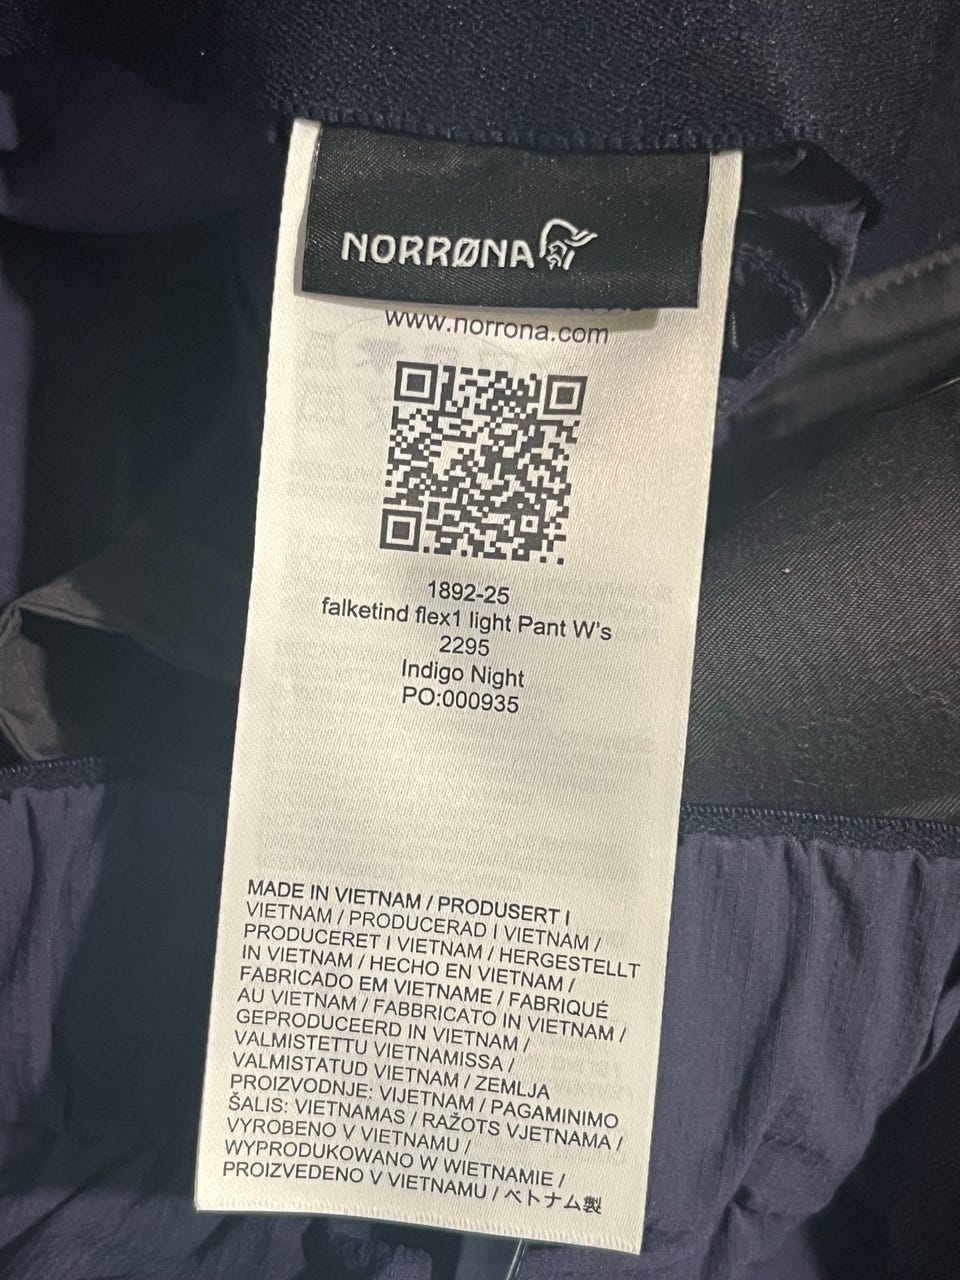 NORRØNA
www.norrona.com
1892-25
falketind flex1 light Pant W's
2295
Indigo Night
PO:000935
MADE IN VIETNAM / PRODUSERT I
VIETNAM / PRODUCERAD I VIETNAM /
PRODUCERET I VIETNAM / HERGESTELLT
IN VIETNAM / HECHO EN VIETNAM /
FABRICADO EM VIETNAME / FABRIQUÉ
AU VIETNAM / FABBRICATO IN VIETNAM /
GEPRODUCEERD IN VIETNAM /
VALMISTETTU VIETNAMISSA /
VALMISTATUD VIETNAM / ZEMLJA
PROIZVODNJE: VIJETNAM / PAGAMINIMO
ŠALIS: VIETNAMAS / RAŽOTS VJETNAMA /
VYROBENO V VIETNAMU /
WYPRODUKOWANO W WIETNAMIE /
PROIZVEDENO V VIETNAMU / ベトナム製